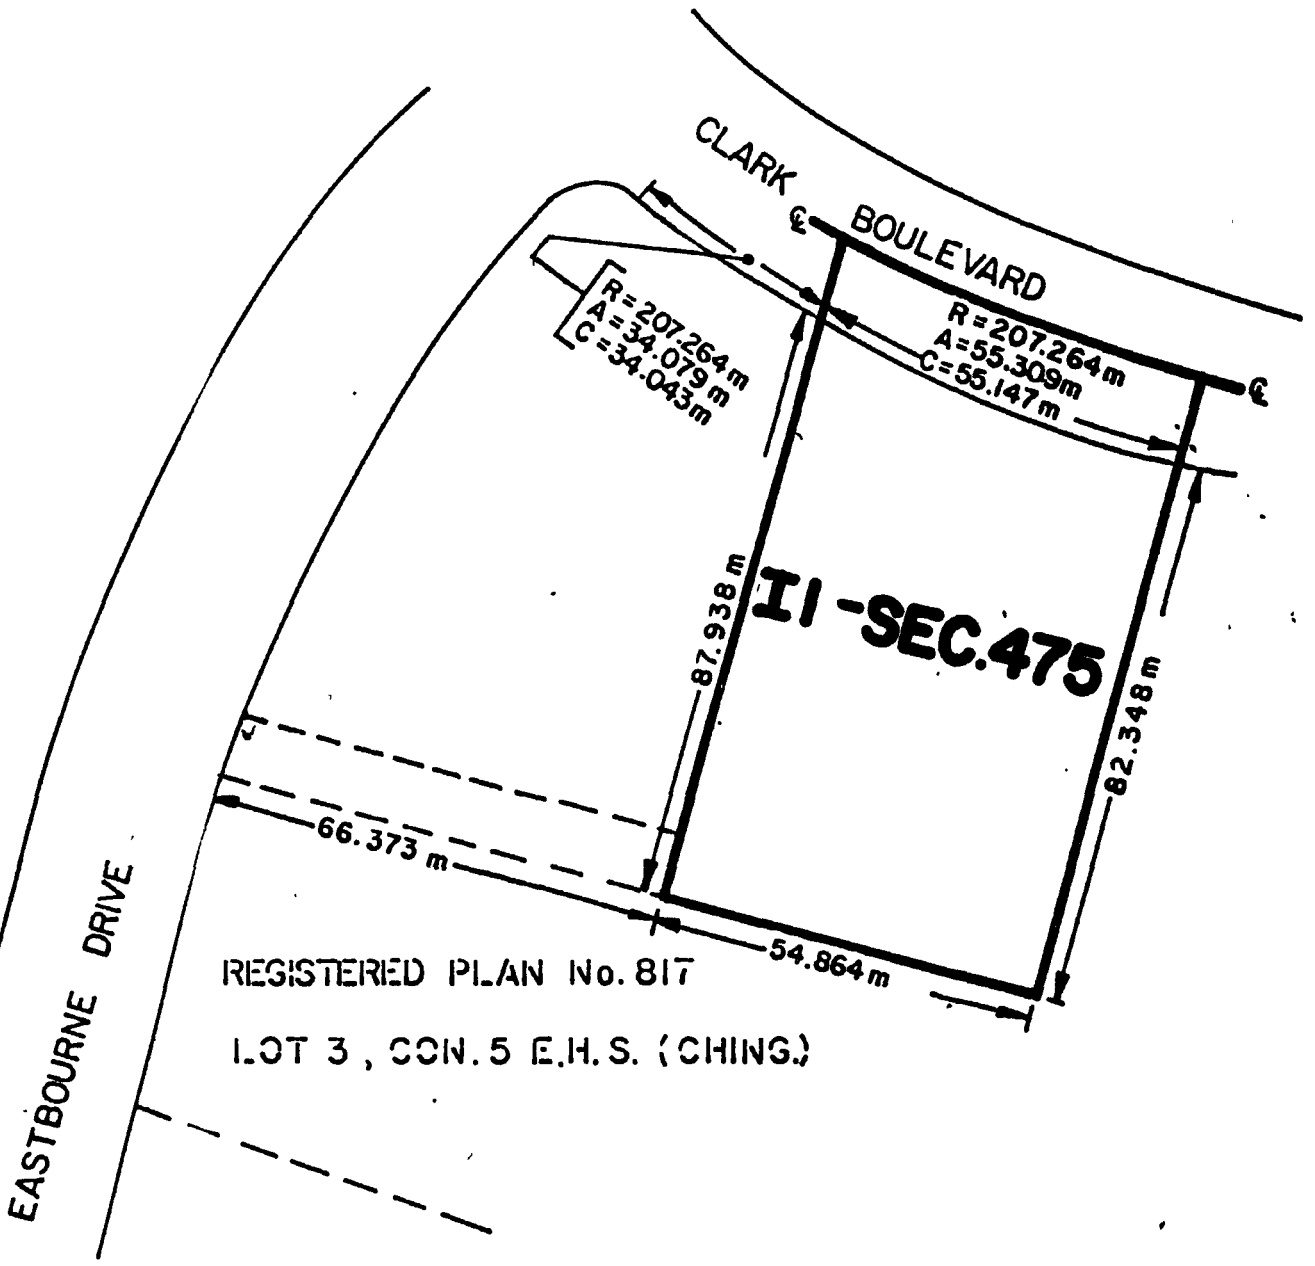 CLARK BOULEVARD
℄
℄
R=207.264m
A=34.079m
C=34.043m
R=207.264m
A=55.309m
C=55.147m
87.938m
I1-SEC.475
82.348m
66.373m
54.864m
EASTBOURNE DRIVE
REGISTERED PLAN No. 817
LOT 3, CON. 5 E.H.S. (CHING.)